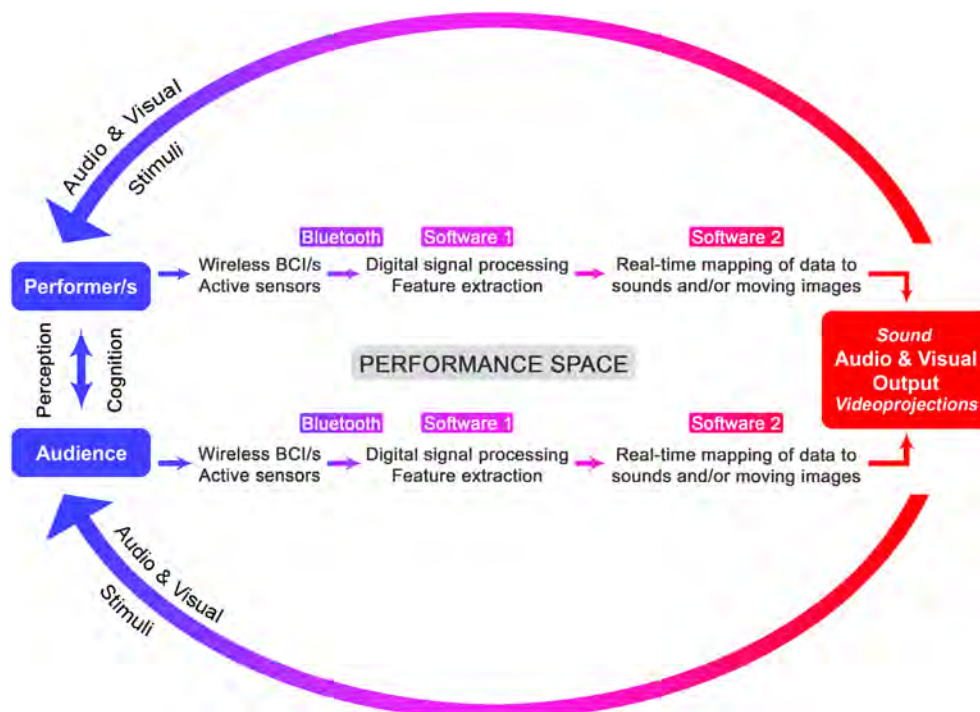 Audio & Visual
Stimuli
Bluetooth
Software 1
Software 2
Performer/s
Wireless BCI/s
Active sensors
Digital signal processing
Feature extraction
Real-time mapping of data to
sounds and/or moving images
Perception
Cognition
PERFORMANCE SPACE
Sound
Audio & Visual
Output
Videoprojections
Bluetooth
Software 1
Software 2
Audience
Wireless BCI/s
Active sensors
Digital signal processing
Feature extraction
Real-time mapping of data to
sounds and/or moving images
Audio & Visual
Stimuli